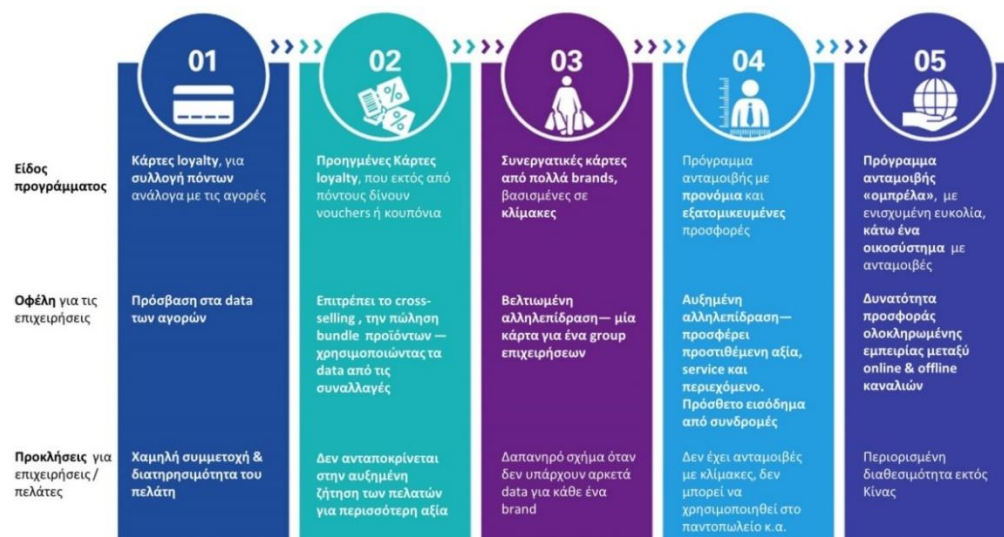 01
02
03
04
05
Είδος
προγράμματος
Κάρτες loyalty, για
συλλογή πόντων
ανάλογα με τις αγορές
Προηγμένες Κάρτες
loyalty, που εκτός από
πόντους δίνουν
vouchers ή κουπόνια
Συνεργατικές κάρτες
από πολλά brands,
βασισμένες σε
κλίμακες
Πρόγραμμα
ανταμοιβής με
προνόμια και
εξατομικευμένες
προσφορές
Πρόγραμμα
ανταμοιβής
«ομπρέλα», με
ενισχυμένη ευκολία,
κάτω ένα
οικοσύστημα με
ανταμοιβές
Οφέλη για τις
επιχειρήσεις
Πρόσβαση στα data
των αγορών
Επιτρέπει το cross-
selling , την πώληση
bundle προϊόντων —
χρησιμοποιώντας τα
data από τις
συναλλαγές
Βελτιωμένη
αλληλεπίδραση— μία
κάρτα για ένα group
επιχειρήσεων
Αυξημένη
αλληλεπίδραση—
προσφέρει
προστιθέμενη αξία,
service και
περιεχόμενο.
Πρόσθετο εισόδημα
από συνδρομές
Δυνατότητα
προσφοράς
ολοκληρωμένης
εμπειρίας μεταξύ
online & offline
καναλιών
Προκλήσεις για
επιχειρήσεις /
πελάτες
Χαμηλή συμμετοχή &
διατηρησιμότητα του
πελάτη
Δεν ανταποκρίνεται
στην αυξημένη
ζήτηση των πελατών
για περισσότερη αξία
Δαπανηρό σχήμα όταν
δεν υπάρχουν αρκετά
data για κάθε ένα
brand
Δεν έχει ανταμοιβές
με κλίμακες, δεν
μπορεί να
χρησιμοποιηθεί στο
παντοπωλείο κ.α.
Περιορισμένη
διαθεσιμότητα εκτός
Κίνας